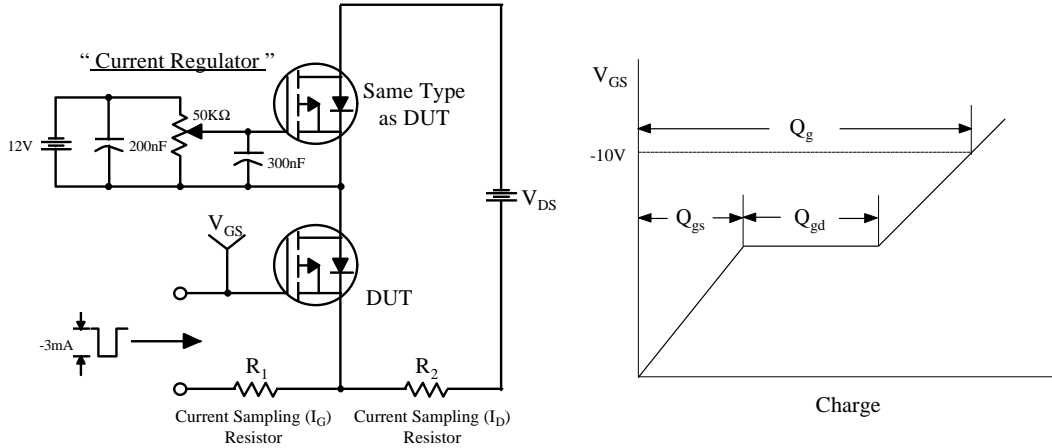 “ Current Regulator ”
Same Type
as DUT
50KΩ
12V
200nF
300nF
V_DS
V_GS
DUT
-3mA
R_1
R_2
Current Sampling (I_G)
Resistor
Current Sampling (I_D)
Resistor
V_GS
Q_g
-10V
Q_gs
Q_gd
Charge